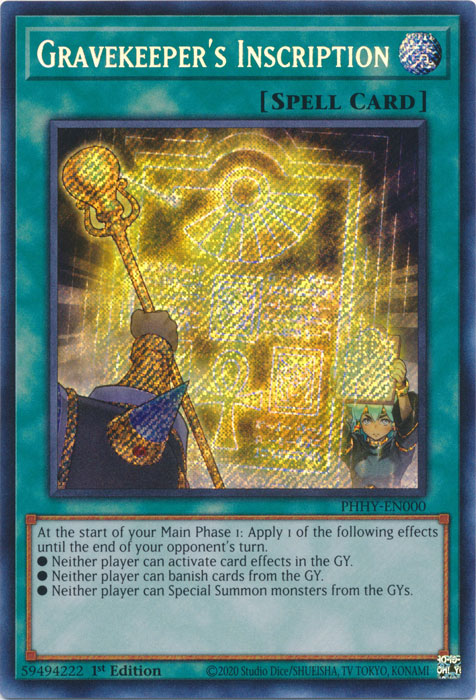 GRAVEKEEPER'S INSCRIPTION
[SPELL CARD]
PHHY-EN000
At the start of your Main Phase 1: Apply 1 of the following effects
until the end of your opponent's turn.
● Neither player can activate card effects in the GY.
● Neither player can banish cards from the GY.
● Neither player can Special Summon monsters from the GYs.
59494222 1st Edition ©2020 Studio Dice/SHUEISHA, TV TOKYO, KONAMI